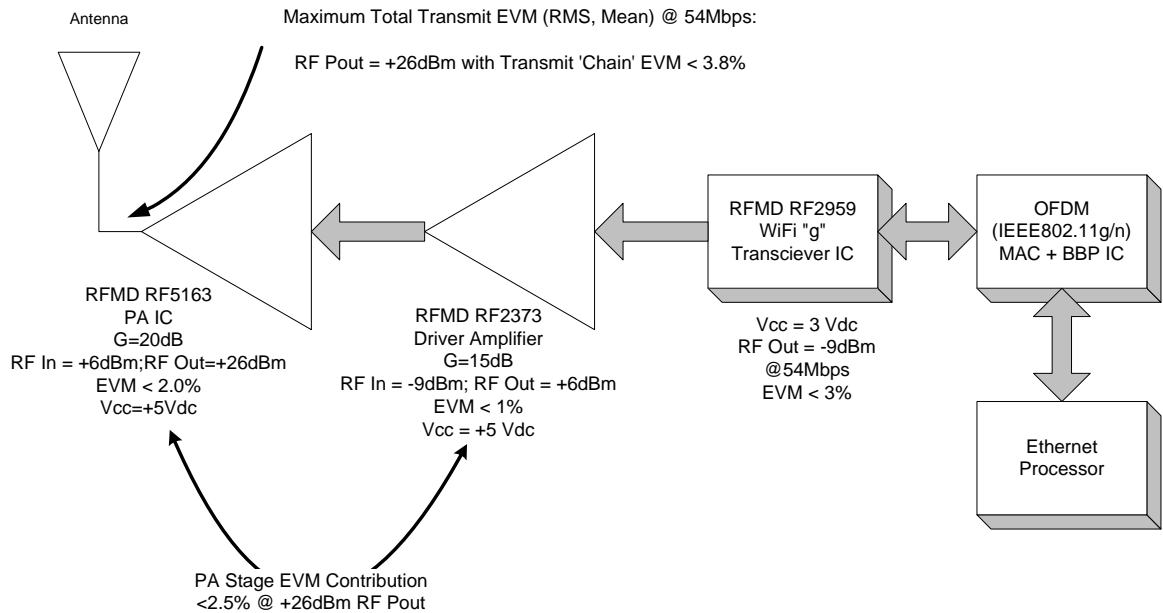 Antenna
Maximum Total Transmit EVM (RMS, Mean) @ 54Mbps:
RF Pout = +26dBm with Transmit 'Chain' EVM < 3.8%
RFMD RF5163
PA IC
G=20dB
RF In = +6dBm;RF Out=+26dBm
EVM < 2.0%
Vcc=+5Vdc
RFMD RF2373
Driver Amplifier
G=15dB
RF In = -9dBm; RF Out = +6dBm
EVM < 1%
Vcc = +5 Vdc
RFMD RF2959
WiFi "g"
Transciever IC
Vcc = 3 Vdc
RF Out = -9dBm
@54Mbps
EVM < 3%
OFDM
(IEEE802.11g/n)
MAC + BBP IC
Ethernet
Processor
PA Stage EVM Contribution
<2.5% @ +26dBm RF Pout